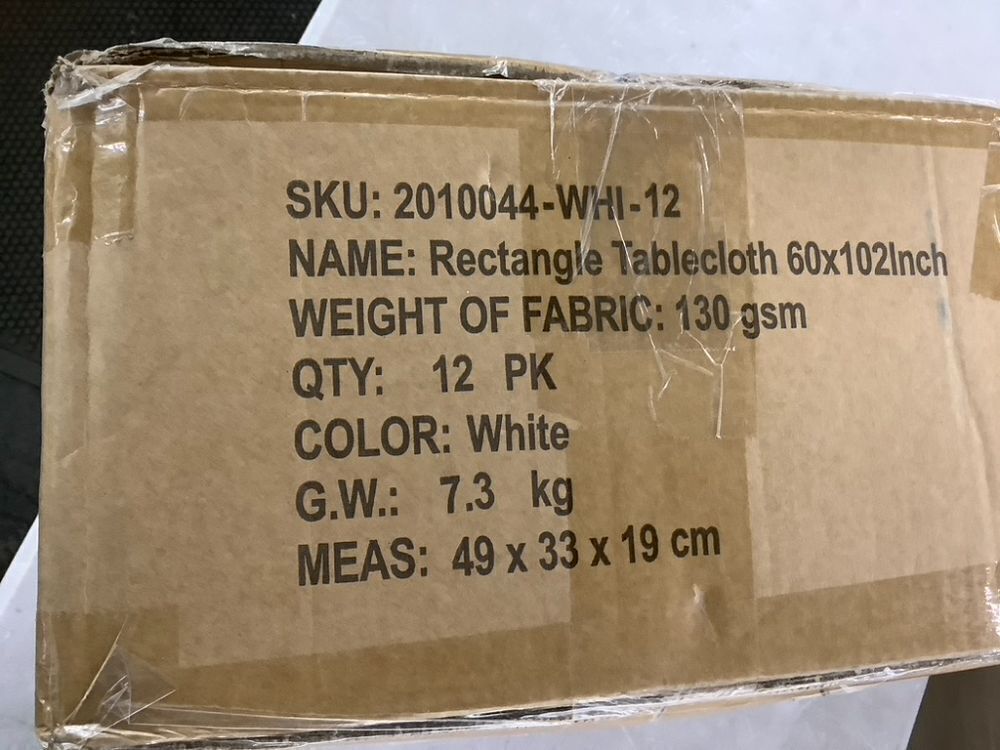 SKU: 2010044-WHI-12
NAME: Rectangle Tablecloth 60x102Inch
WEIGHT OF FABRIC: 130 gsm
QTY: 12 PK
COLOR: White
G.W.: 7.3 kg
MEAS: 49 x 33 x 19 cm